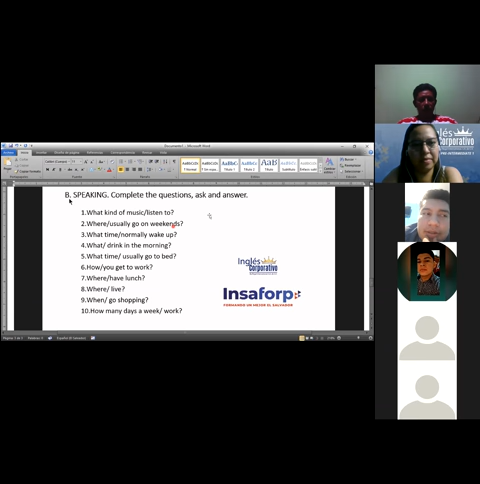 Documento1 - Microsoft Word
B. SPEAKING. Complete the questions, ask and answer.
1.What kind of music/listen to?
2.Where/usually go on weekends?
3.What time/normally wake up?
4.What/ drink in the morning?
5.What time/ usually go to bed?
6.How/you get to work?
7.Where/have lunch?
8.Where/ live?
9.When/ go shopping?
10.How many days a week/ work?
Inglés
Corporativo
Insaforp
FORMANDO UN MEJOR EL SALVADOR